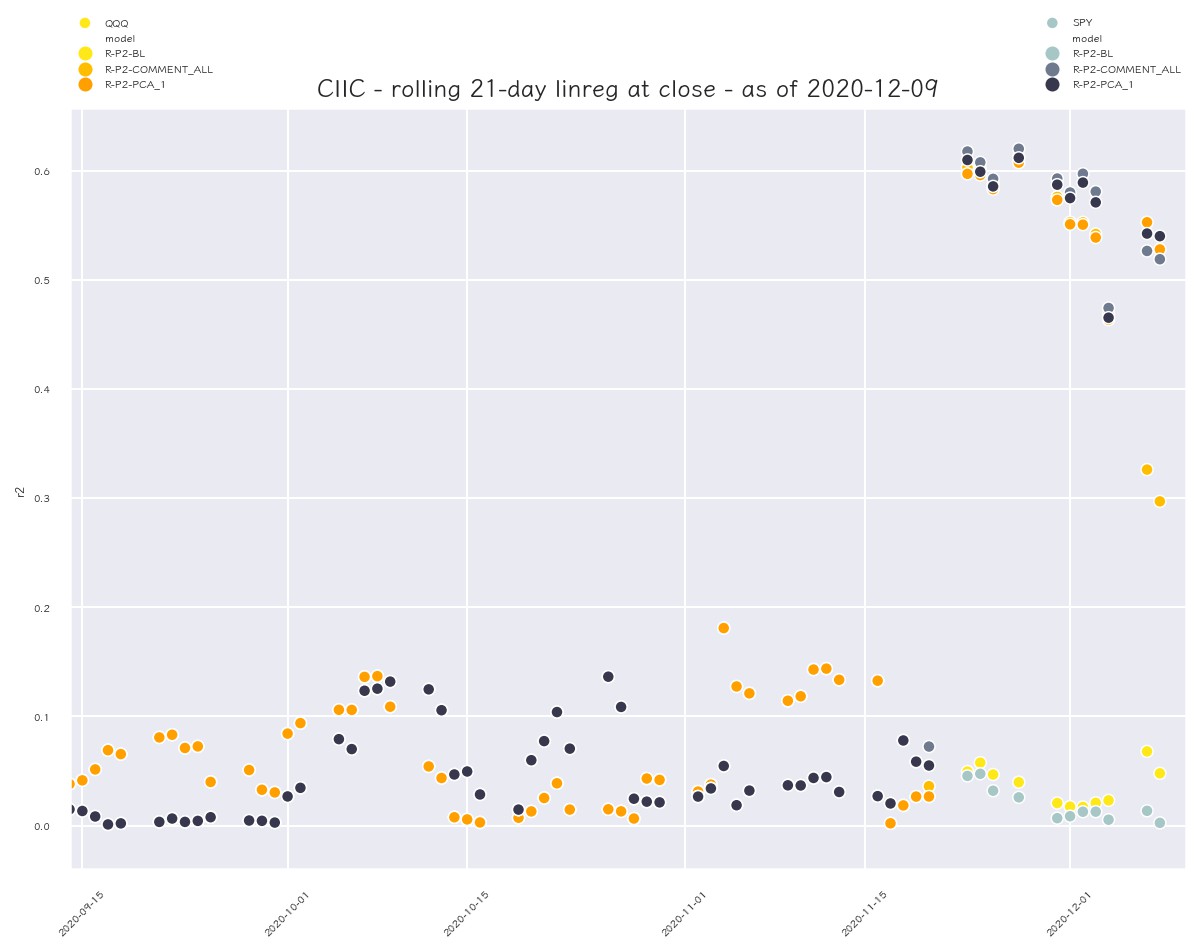 QQQ
model
R-P2-BL
R-P2-COMMENT_ALL
R-P2-PCA_1
SPY
model
R-P2-BL
R-P2-COMMENT_ALL
R-P2-PCA_1
CIIC - rolling 21-day linreg at close - as of 2020-12-09
0.6
0.5
0.4
0.3
0.2
0.1
0.0
r2
2020-09-15
2020-10-01
2020-10-15
2020-11-01
2020-11-15
2020-12-01